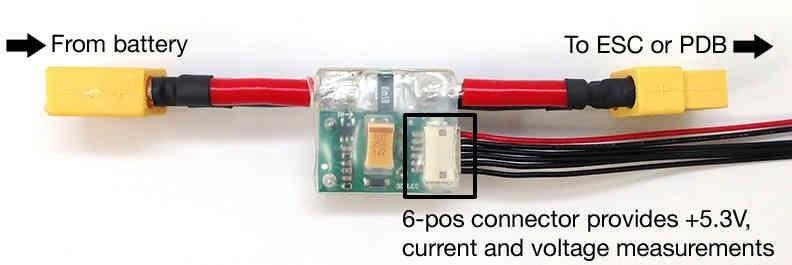 From battery
To ESC or PDB
6-pos connector provides +5.3V,
current and voltage measurements